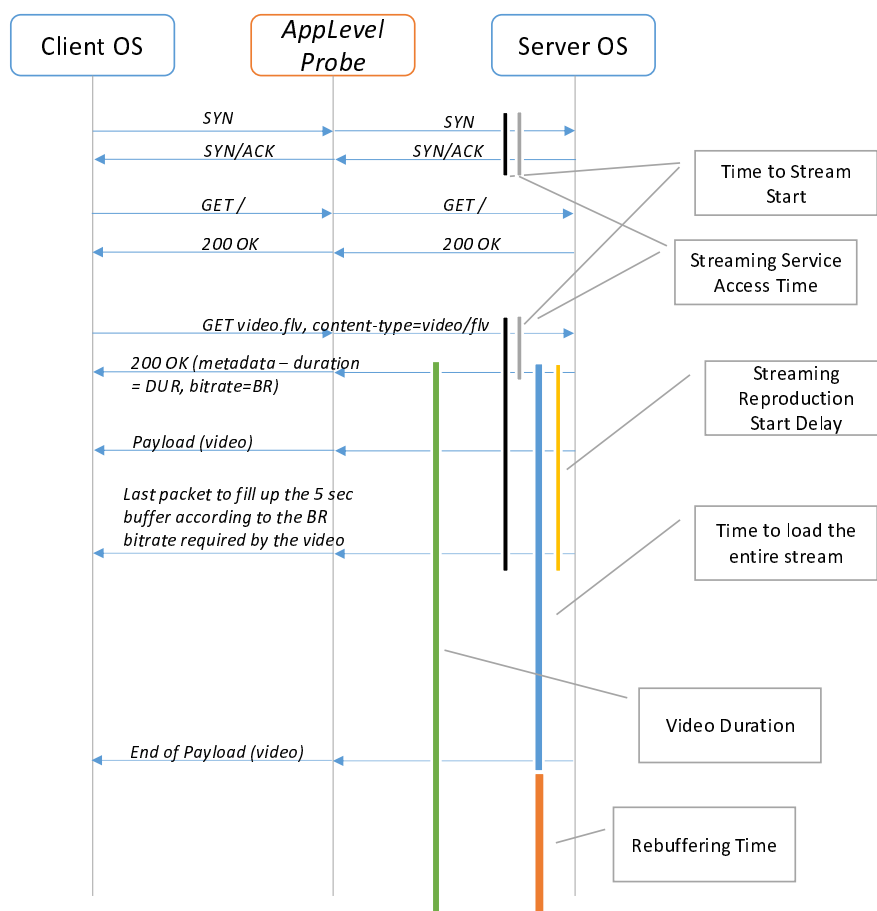 Client OS
AppLevel
Probe
Server OS
SYN
SYN
SYN/ACK
SYN/ACK
Time to Stream
Start
GET /
GET /
200 OK
200 OK
Streaming Service
Access Time
GET video.flv, content-type=video/flv
200 OK (metadata – duration
= DUR, bitrate=BR)
Streaming
Reproduction
Start Delay
Payload (video)
Last packet to fill up the 5 sec
buffer according to the BR
bitrate required by the video
Time to load the
entire stream
Video Duration
End of Payload (video)
Rebuffering Time